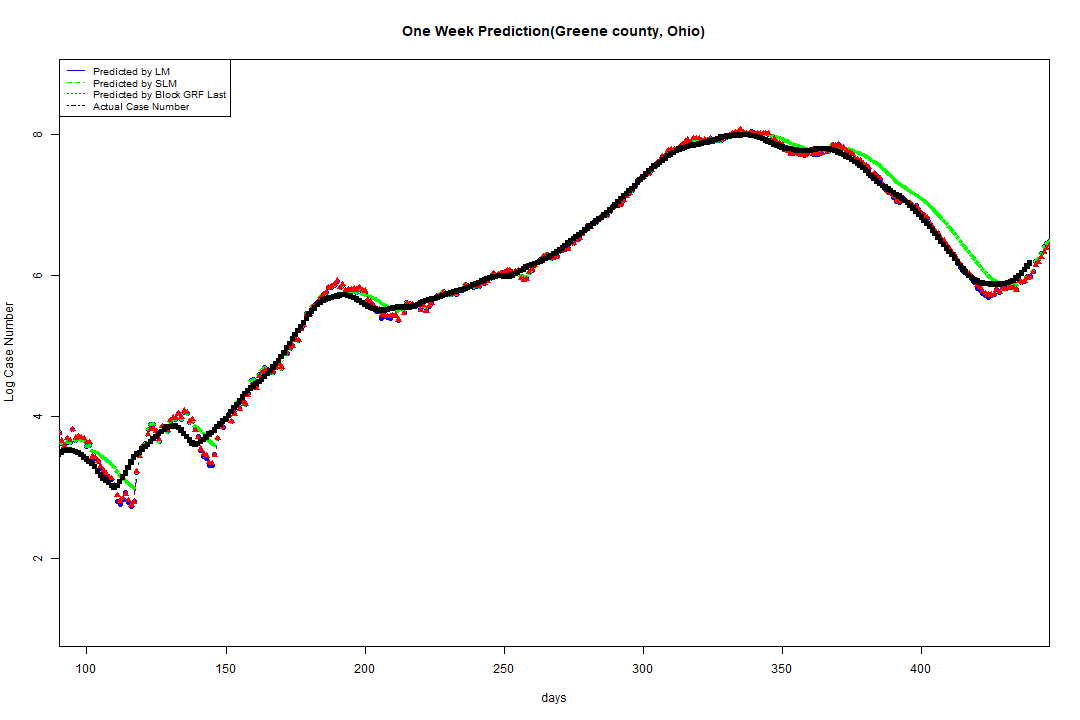 One Week Prediction(Greene county, Ohio)
Predicted by LM
Predicted by SLM
Predicted by Block GRF Last
Actual Case Number
8
6
4
2
Log Case Number
100 150 200 250 300 350 400
days